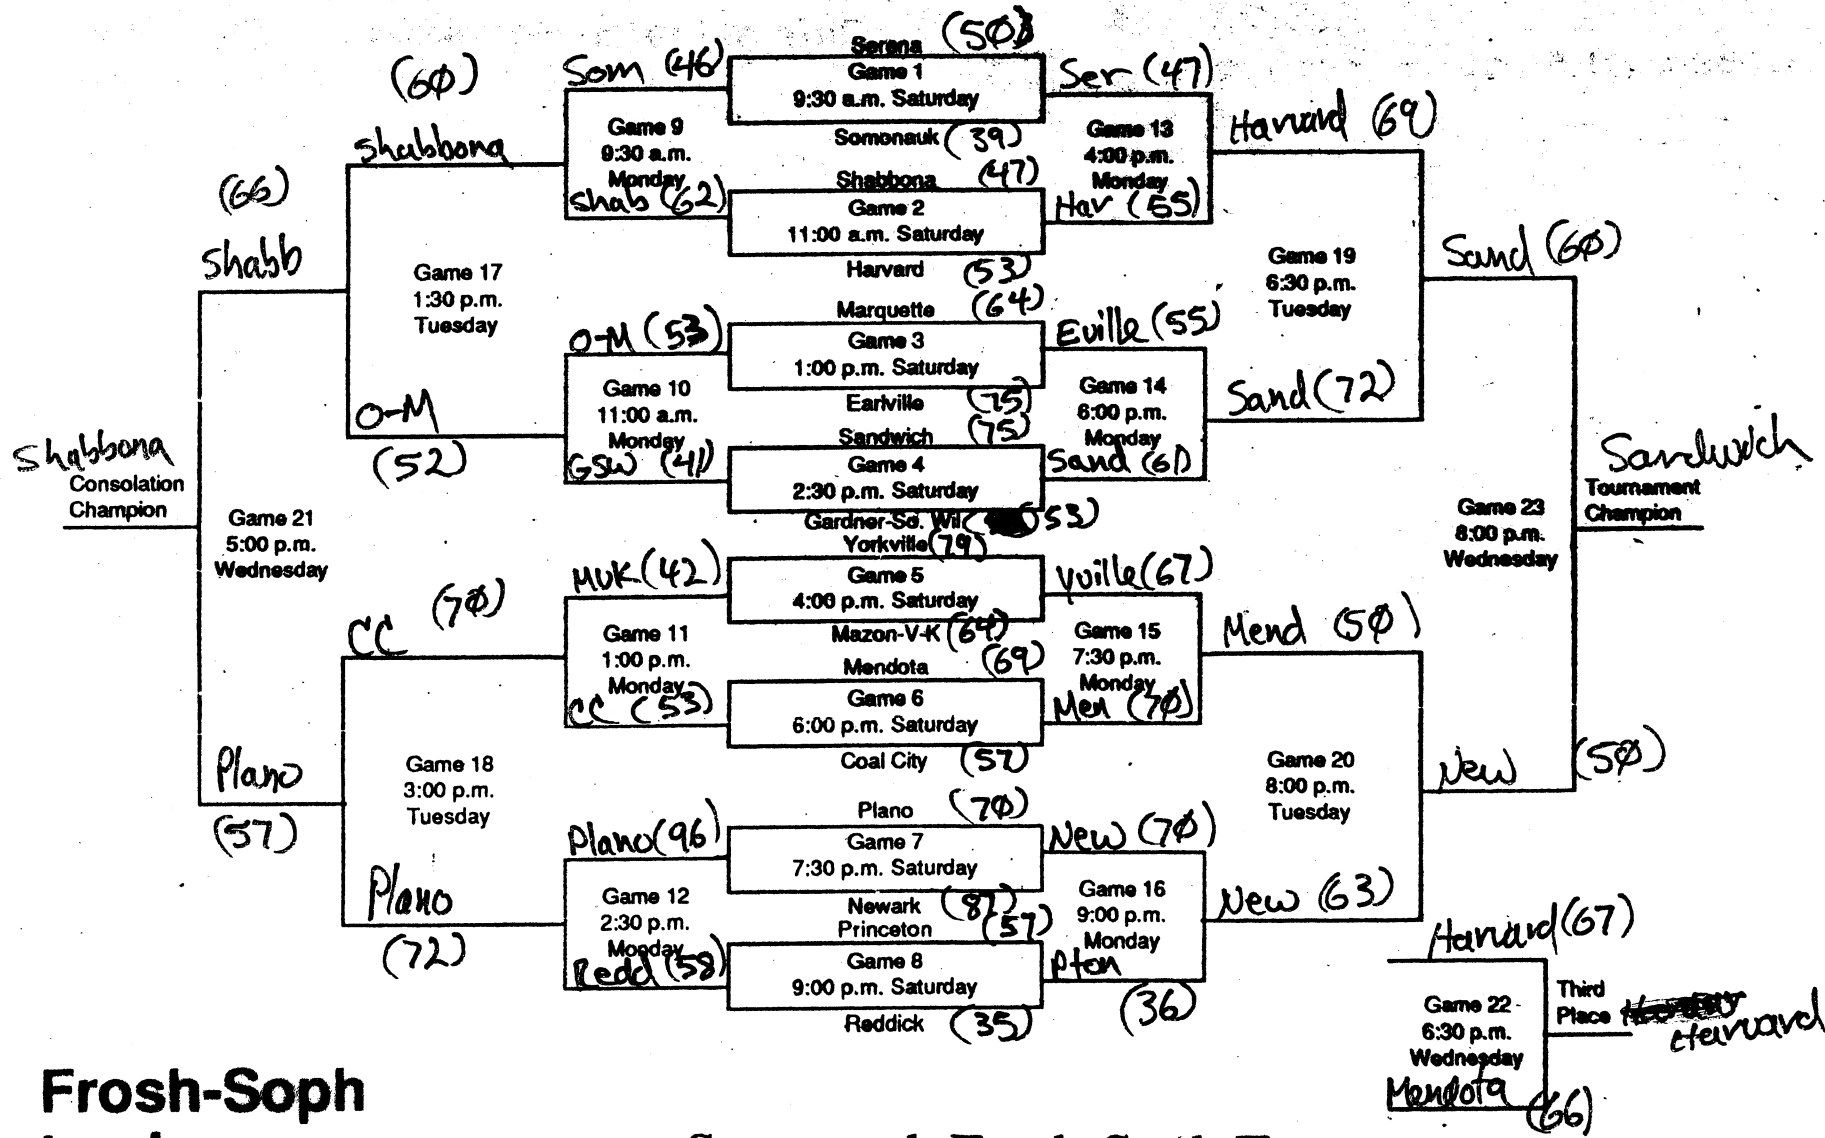 Serena (50)
Som (46)
Game 1
9:30 a.m. Saturday
Ser (47)
(60)
Somonauk (39)
Game 9
9:30 a.m.
Monday
Game 13
4:00 p.m.
Monday
Harvard (69)
Shabbona
Shabbona (47)
Shab (62)
Game 2
11:00 a.m. Saturday
Har (55)
(66)
Shabb
Harvard (53)
Game 17
1:30 p.m.
Tuesday
Game 19
6:30 p.m.
Tuesday
Sand (60)
Marquette (64)
O-M (53)
Game 3
1:00 p.m. Saturday
Eville (55)
Earlville (75)
Game 10
11:00 a.m.
Monday
Game 14
6:00 p.m.
Monday
Sand (72)
O-M
(52)
Sandwich (75)
GSW (41)
Game 4
2:30 p.m. Saturday
Sand (61)
Gardner-So. Wil (53)
Shabbona
Consolation
Champion
Game 21
5:00 p.m.
Wednesday
Game 23
8:00 p.m.
Wednesday
Sandwich
Tournament
Champion
Yorkville (79)
MVK (42)
Game 5
4:00 p.m. Saturday
Yville (67)
Mazon-V-K (64)
CC (70)
Game 11
1:00 p.m.
Monday
Game 15
7:30 p.m.
Monday
Mend (50)
Mendota (69)
CC (53)
Game 6
6:00 p.m. Saturday
Men (70)
Coal City (57)
Plano
(57)
Game 18
3:00 p.m.
Tuesday
Game 20
8:00 p.m.
Tuesday
New (50)
Plano (70)
Plano (96)
Game 7
7:30 p.m. Saturday
New (70)
Newark (87)
Plano
(72)
Game 12
2:30 p.m.
Monday
Game 16
9:00 p.m.
Monday
New (63)
Princeton (57)
Redd (58)
Game 8
9:00 p.m. Saturday
Pton
(36)
Reddick (35)
Harvard (67)
Game 22
6:30 p.m.
Wednesday
Third
Place
Harvard
Mendota (66)
Frosh-Soph